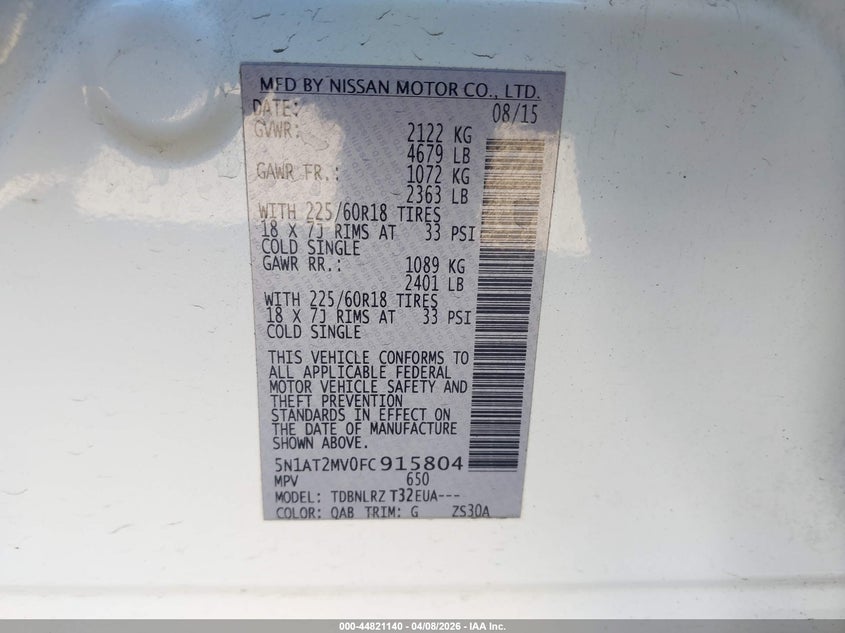 MFD BY NISSAN MOTOR CO., LTD.
DATE: 08/15
GVWR: 2122 KG
4679 LB
GAWR FR.: 1072 KG
2363 LB
WITH 225/60R18 TIRES
18 X 7J RIMS AT 33 PSI
COLD SINGLE
GAWR RR.: 1089 KG
2401 LB
WITH 225/60R18 TIRES
18 X 7J RIMS AT 33 PSI
COLD SINGLE
THIS VEHICLE CONFORMS TO
ALL APPLICABLE FEDERAL
MOTOR VEHICLE SAFETY AND
THEFT PREVENTION
STANDARDS IN EFFECT ON
THE DATE OF MANUFACTURE
SHOWN ABOVE.
5N1AT2MV0FC915804
MPV 650
MODEL: TDBNLRZ T32EUA---
COLOR: QAB TRIM: G ZS30A
000-44821140 - 04/08/2026 - IAA Inc.